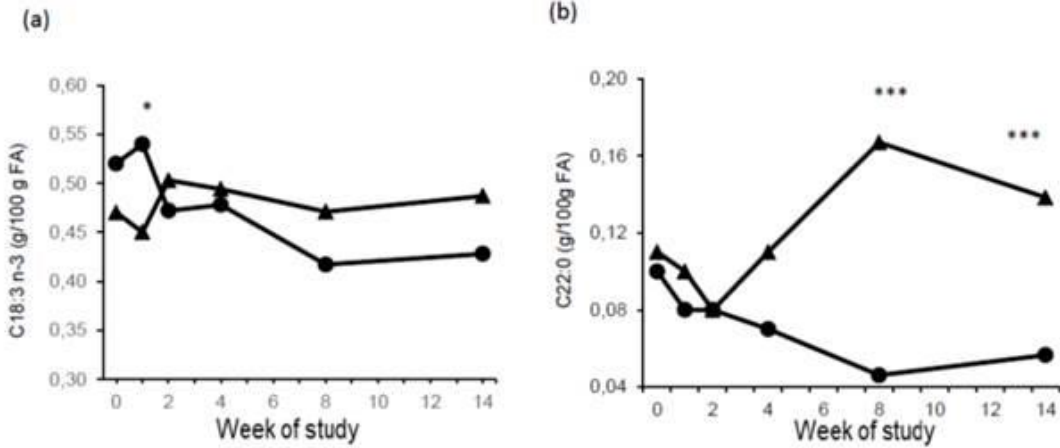 (a)
C18:3 n-3 (g/100 g FA)
0,60
0,55
0,50
0,45
0,40
0,35
0,30
*
0 2 4 6 8 10 12 14
Week of study
(b)
C22:0 (g/100g FA)
0,20
0,16
0,12
0,08
0,04
***
***
0 2 4 6 8 10 12 14
Week of study